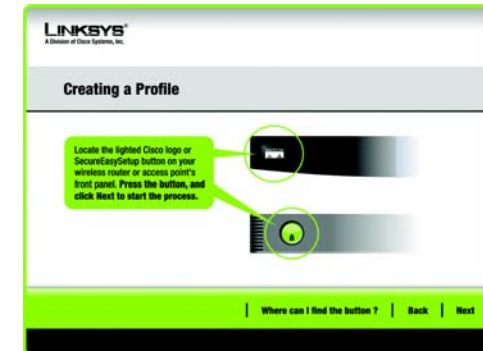 LINKSYS®
A Division of Cisco Systems, Inc.
Creating a Profile
Locate the lighted Cisco logo or
SecureEasySetup button on your
wireless router or access point's
front panel. Press the button, and
click Next to start the process.
Where can I find the button ? | Back | Next